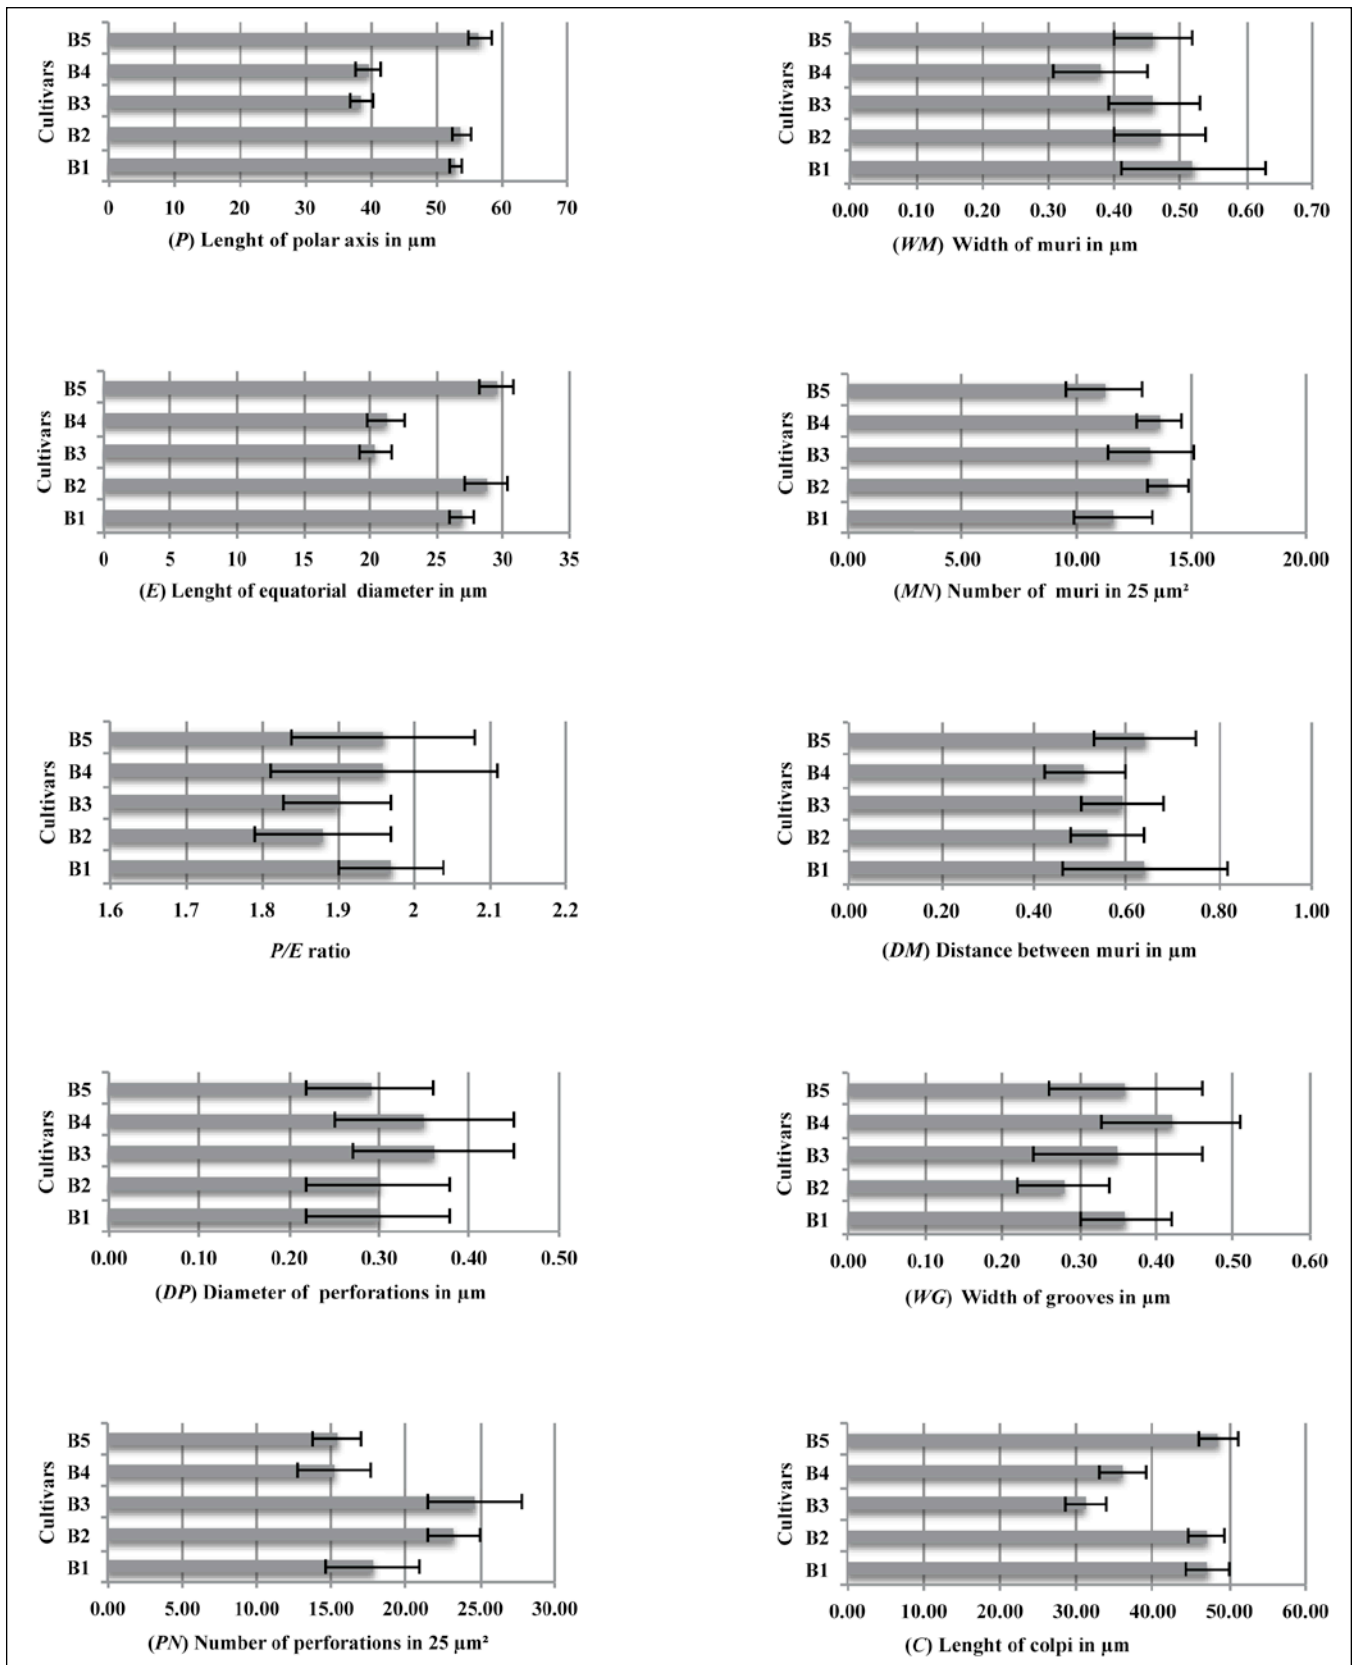 Cultivars
B5
B4
B3
B2
B1
0 10 20 30 40 50 60 70
(P) Lenght of polar axis in µm
Cultivars
B5
B4
B3
B2
B1
0.00 0.10 0.20 0.30 0.40 0.50 0.60 0.70
(WM) Width of muri in µm
Cultivars
B5
B4
B3
B2
B1
0 5 10 15 20 25 30 35
(E) Lenght of equatorial diameter in µm
Cultivars
B5
B4
B3
B2
B1
0.00 5.00 10.00 15.00 20.00
(MN) Number of muri in 25 µm²
Cultivars
B5
B4
B3
B2
B1
1.6 1.7 1.8 1.9 2 2.1 2.2
P/E ratio
Cultivars
B5
B4
B3
B2
B1
0.00 0.20 0.40 0.60 0.80 1.00
(DM) Distance between muri in µm
Cultivars
B5
B4
B3
B2
B1
0.00 0.10 0.20 0.30 0.40 0.50
(DP) Diameter of perforations in µm
Cultivars
B5
B4
B3
B2
B1
0.00 0.10 0.20 0.30 0.40 0.50 0.60
(WG) Width of grooves in µm
Cultivars
B5
B4
B3
B2
B1
0.00 5.00 10.00 15.00 20.00 25.00 30.00
(PN) Number of perforations in 25 µm²
Cultivars
B5
B4
B3
B2
B1
0.00 10.00 20.00 30.00 40.00 50.00 60.00
(C) Lenght of colpi in µm